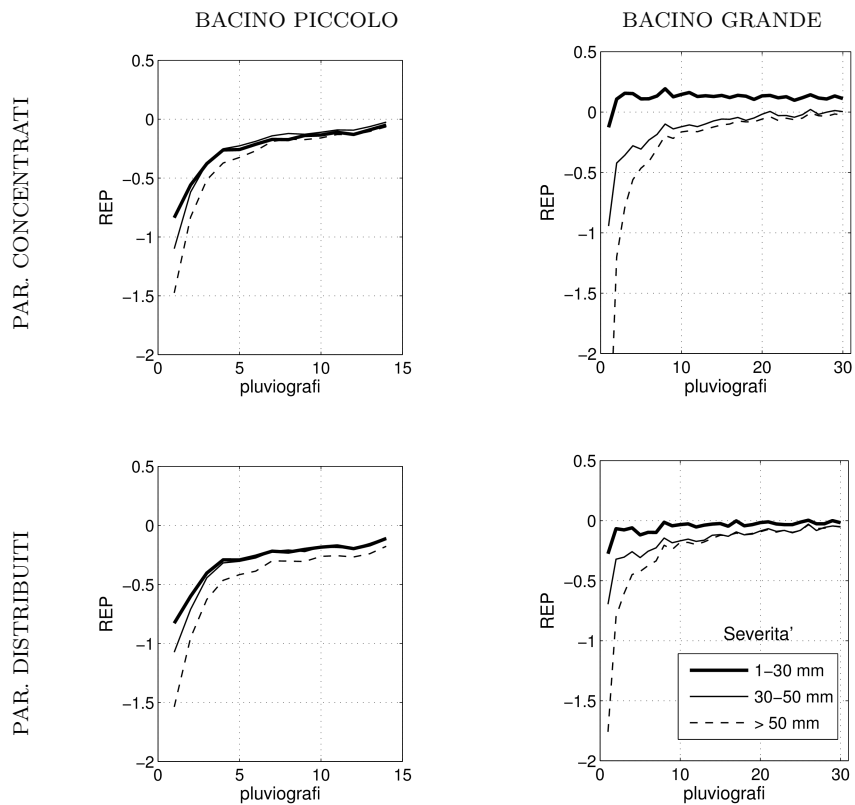 BACINO PICCOLO
BACINO GRANDE
PAR. CONCENTRATI
0.5
0
−0.5
−1
−1.5
−2
REP
0
5
10
15
pluviografi
0.5
0
−0.5
−1
−1.5
−2
REP
0
10
20
30
pluviografi
PAR. DISTRIBUITI
0.5
0
−0.5
−1
−1.5
−2
REP
0
5
10
15
pluviografi
0.5
0
−0.5
−1
−1.5
−2
REP
0
10
20
30
pluviografi
Severita'
1−30 mm
30−50 mm
> 50 mm